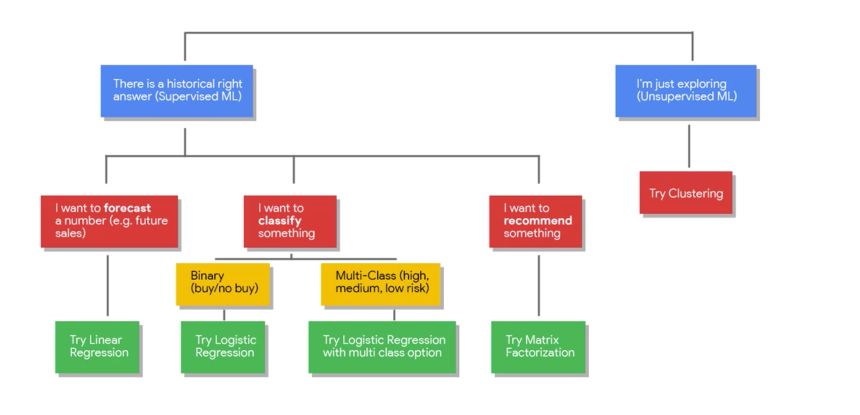 There is a historical right
answer (Supervised ML)
I'm just exploring
(Unsupervised ML)
Try Clustering
I want to forecast
a number (e.g. future
sales)
I want to
classify
something
I want to
recommend
something
Binary
(buy/no buy)
Multi-Class (high,
medium, low risk)
Try Linear
Regression
Try Logistic
Regression
Try Logistic Regression
with multi class option
Try Matrix
Factorization